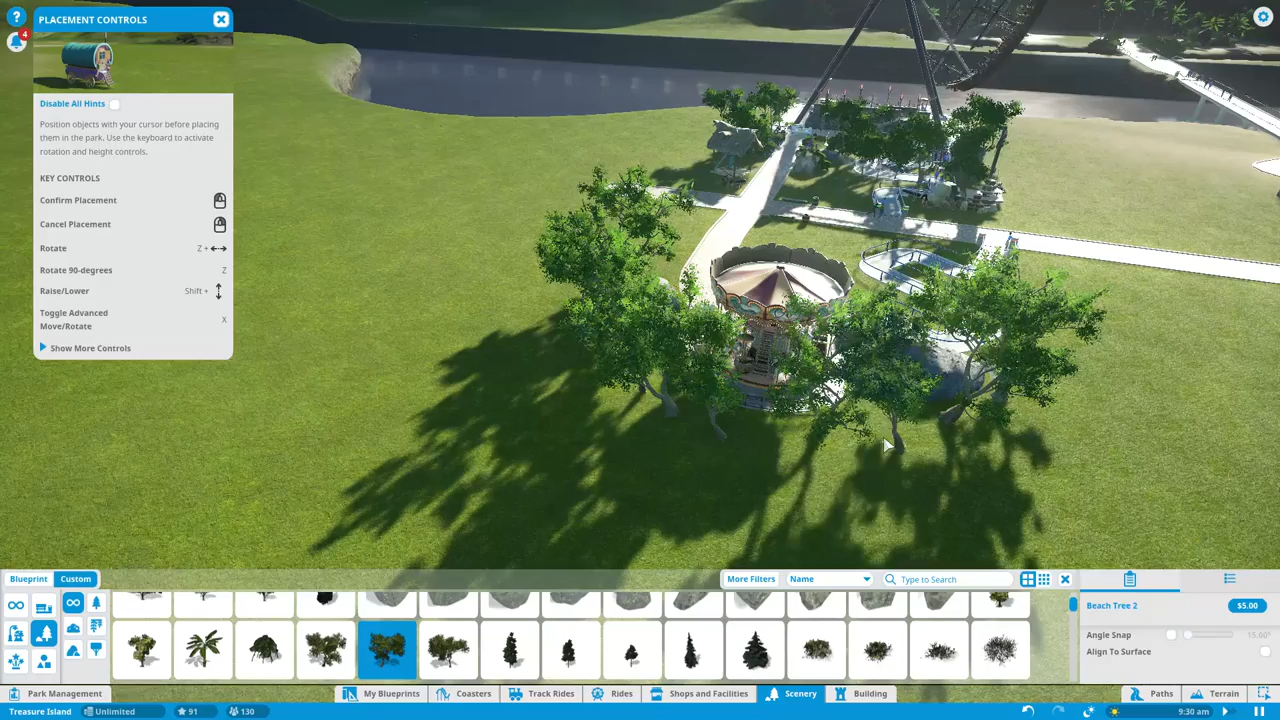 ?
PLACEMENT CONTROLS
4
Disable All Hints
Position objects with your cursor before placing
them in the park. Use the keyboard to activate
rotation and height controls.
KEY CONTROLS
Confirm Placement
Cancel Placement
Rotate Z +
Rotate 90-degrees Z
Raise/Lower Shift +
Toggle Advanced
Move/Rotate X
Show More Controls
Blueprint Custom More Filters Name Type to Search
Beach Tree 2 $5.00
Angle Snap 15.00°
Align To Surface
Park Management My Blueprints Coasters Track Rides Rides Shops and Facilities Scenery Building Paths Terrain
Treasure Island Unlimited 91 130 9:30 am